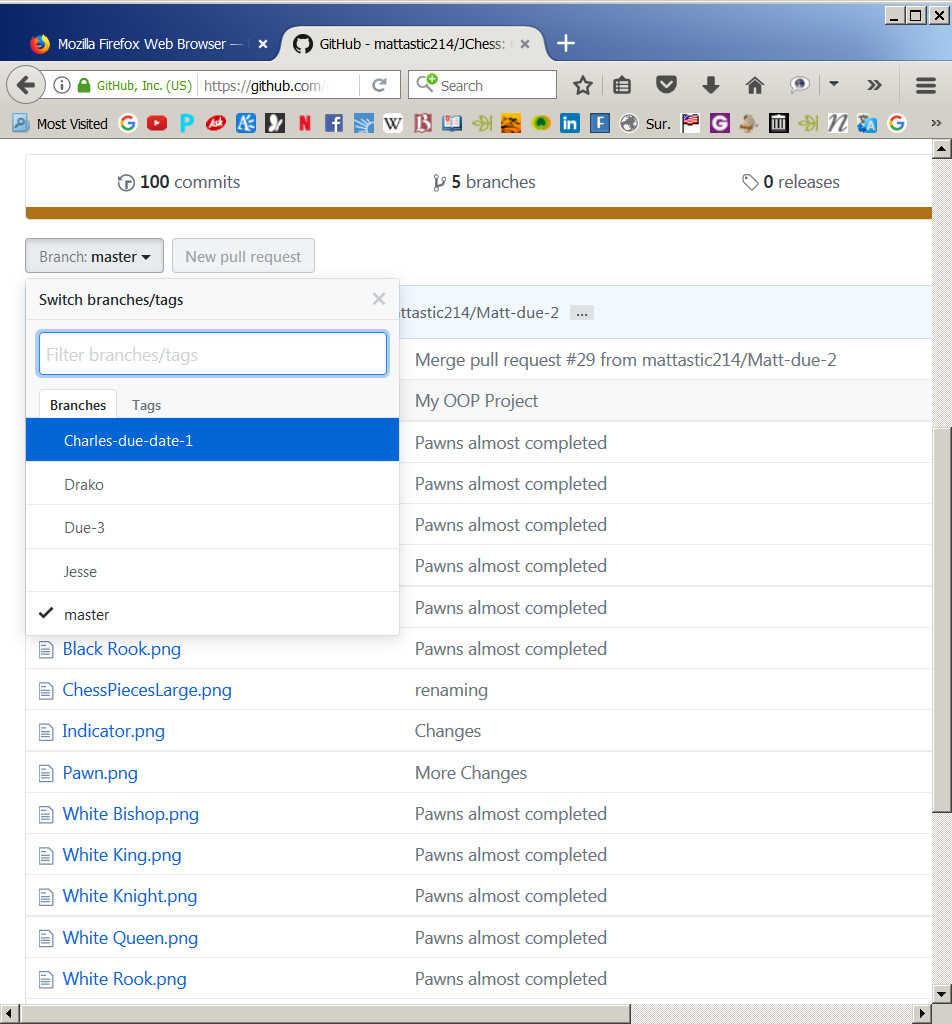 Mozilla Firefox Web Browser —
GitHub - mattastic214/JChess:
GitHub, Inc. (US)
https://github.com/
Search
Most Visited
Sur.
100 commits
5 branches
0 releases
Branch: master
New pull request
Switch branches/tags
ttastic214/Matt-due-2 ...
Filter branches/tags
Merge pull request #29 from mattastic214/Matt-due-2
Branches
Tags
My OOP Project
Charles-due-date-1
Pawns almost completed
Drako
Pawns almost completed
Due-3
Pawns almost completed
Jesse
Pawns almost completed
master
Pawns almost completed
Black Rook.png
Pawns almost completed
ChessPiecesLarge.png
renaming
Indicator.png
Changes
Pawn.png
More Changes
White Bishop.png
Pawns almost completed
White King.png
Pawns almost completed
White Knight.png
Pawns almost completed
White Queen.png
Pawns almost completed
White Rook.png
Pawns almost completed